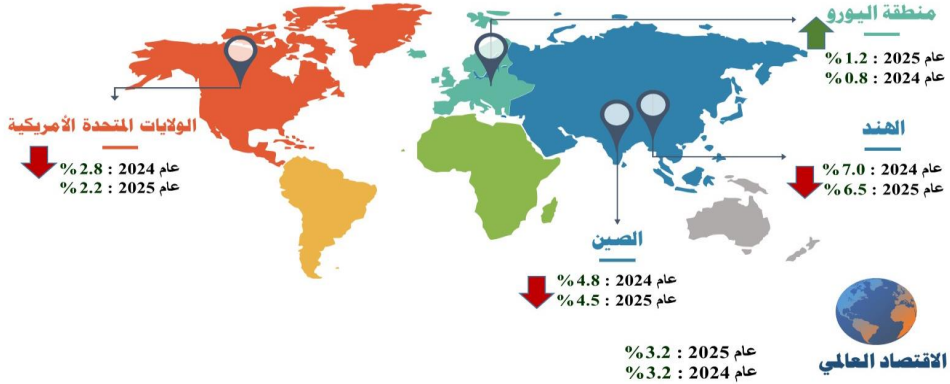 منطقة اليورو
عام 2025 : 1.2 %
عام 2024 : 0.8 %
الولايات المتحدة الأمريكية
عام 2024 : 2.8 %
عام 2025 : 2.2 %
الهند
عام 2024 : 7.0 %
عام 2025 : 6.5 %
الصين
عام 2024 : 4.8 %
عام 2025 : 4.5 %
الاقتصاد العالمي
عام 2025 : 3.2 %
عام 2024 : 3.2 %